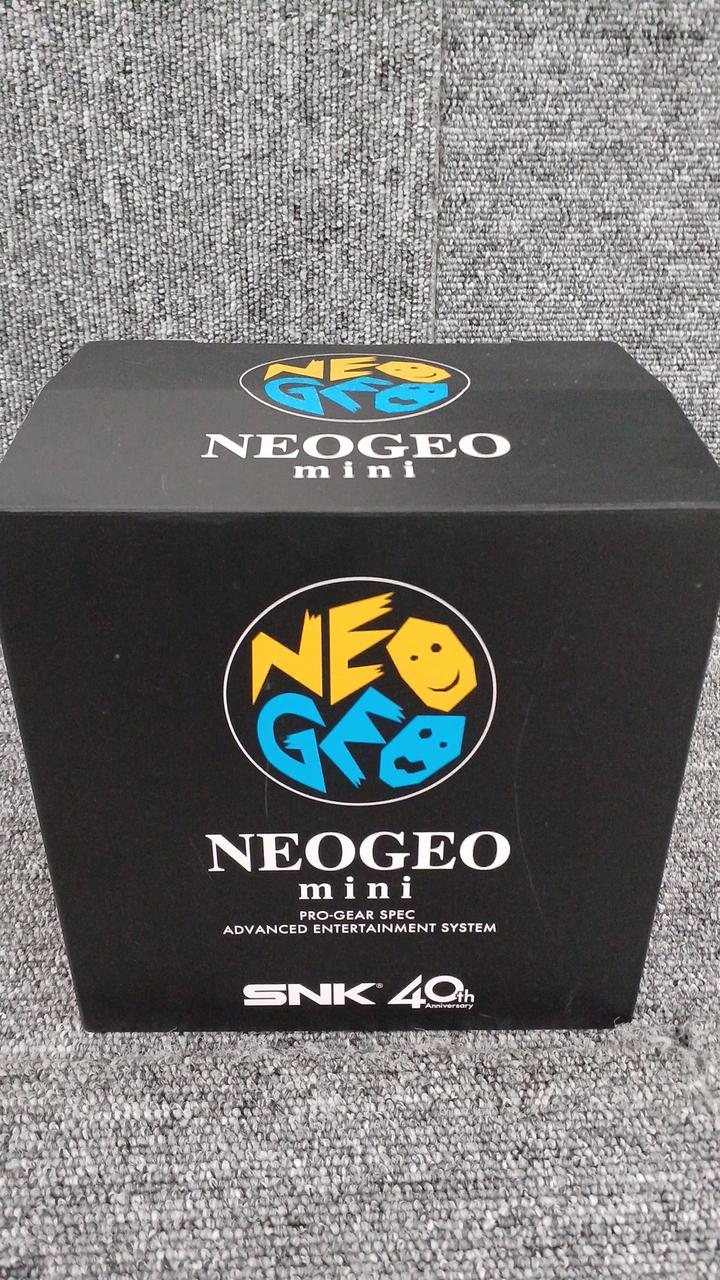 NEO
GEO
NEOGEO
mini
NEO
GEO
NEOGEO
mini
PRO-GEAR SPEC
ADVANCED ENTERTAINMENT SYSTEM
SNK® 40th
Anniversary